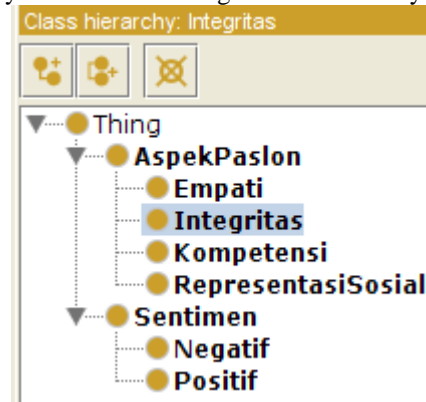 Class hierarchy: Integritas
Thing
AspekPaslon
Empati
Integritas
Kompetensi
RepresentasiSosial
Sentimen
Negatif
Positif